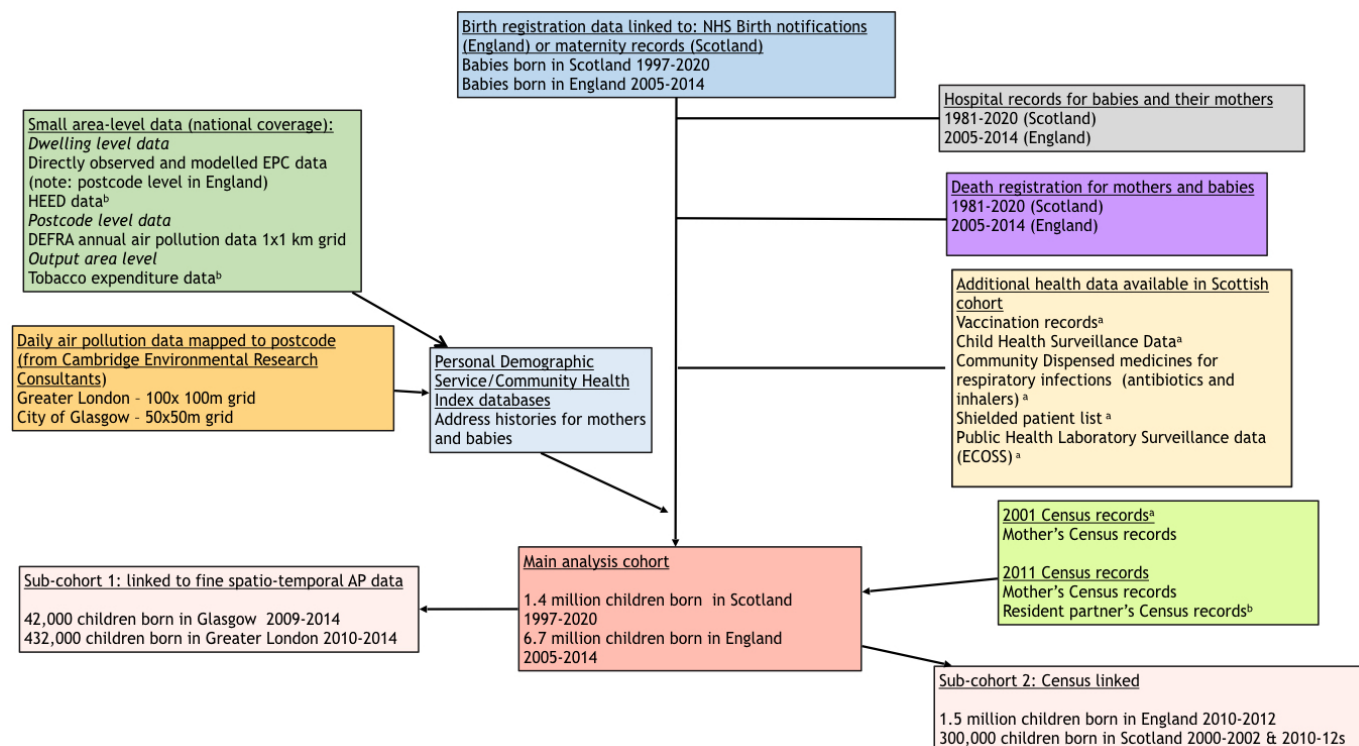 Birth registration data linked to: NHS Birth notifications
(England) or maternity records (Scotland)
Babies born in Scotland 1997-2020
Babies born in England 2005-2014
Hospital records for babies and their mothers
1981-2020 (Scotland)
2005-2014 (England)
Small area-level data (national coverage):
Dwelling level data
Directly observed and modelled EPC data
(note: postcode level in England)
HEED dataᵇ
Postcode level data
DEFRA annual air pollution data 1x1 km grid
Output area level
Tobacco expenditure dataᵇ
Death registration for mothers and babies
1981-2020 (Scotland)
2005-2014 (England)
Additional health data available in Scottish
cohort
Vaccination recordsᵃ
Child Health Surveillance Dataᵃ
Community Dispensed medicines for
respiratory infections (antibiotics and
inhalers) ᵃ
Shielded patient list ᵃ
Public Health Laboratory Surveillance data
(ECOSS) ᵃ
Daily air pollution data mapped to postcode
(from Cambridge Environmental Research
Consultants)
Greater London – 100x 100m grid
City of Glasgow – 50x50m grid
Personal Demographic
Service/Community Health
Index databases
Address histories for mothers
and babies
2001 Census recordsᵃ
Mother's Census records
2011 Census records
Mother's Census records
Resident partner's Census recordsᵇ
Main analysis cohort
1.4 million children born in Scotland
1997-2020
6.7 million children born in England
2005-2014
Sub-cohort 1: linked to fine spatio-temporal AP data
42,000 children born in Glasgow 2009-2014
432,000 children born in Greater London 2010-2014
Sub-cohort 2: Census linked
1.5 million children born in England 2010-2012
300,000 children born in Scotland 2000-2002 & 2010-12s